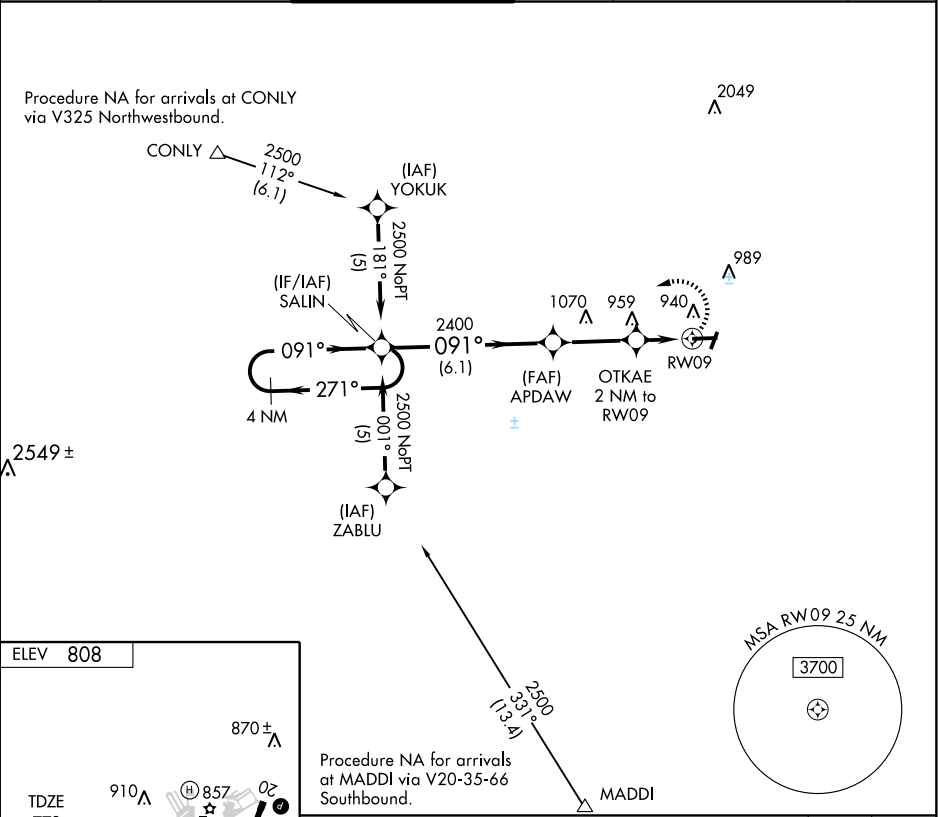 Procedure NA for arrivals at CONLY
via V325 Northwestbound.
CONLY
2500
112°
(6.1)
(IAF)
YOKUK
2049
2500 NoPT
181°
(5)
(IF/IAF)
SALIN
091°
271°
4 NM
2400
091°
(6.1)
1070
959
940
989
RW09
(FAF)
APDAW
OTKAE
2 NM to
RW09
2500 NoPT
001°
(5)
2549 ±
(IAF)
ZABLU
MSA RW09 25 NM
3700
2500
331°
(13.4)
MADDI
Procedure NA for arrivals
at MADDI via V20-35-66
Southbound.
ELEV 808
870 ±
910
H
857
20
P
TDZE